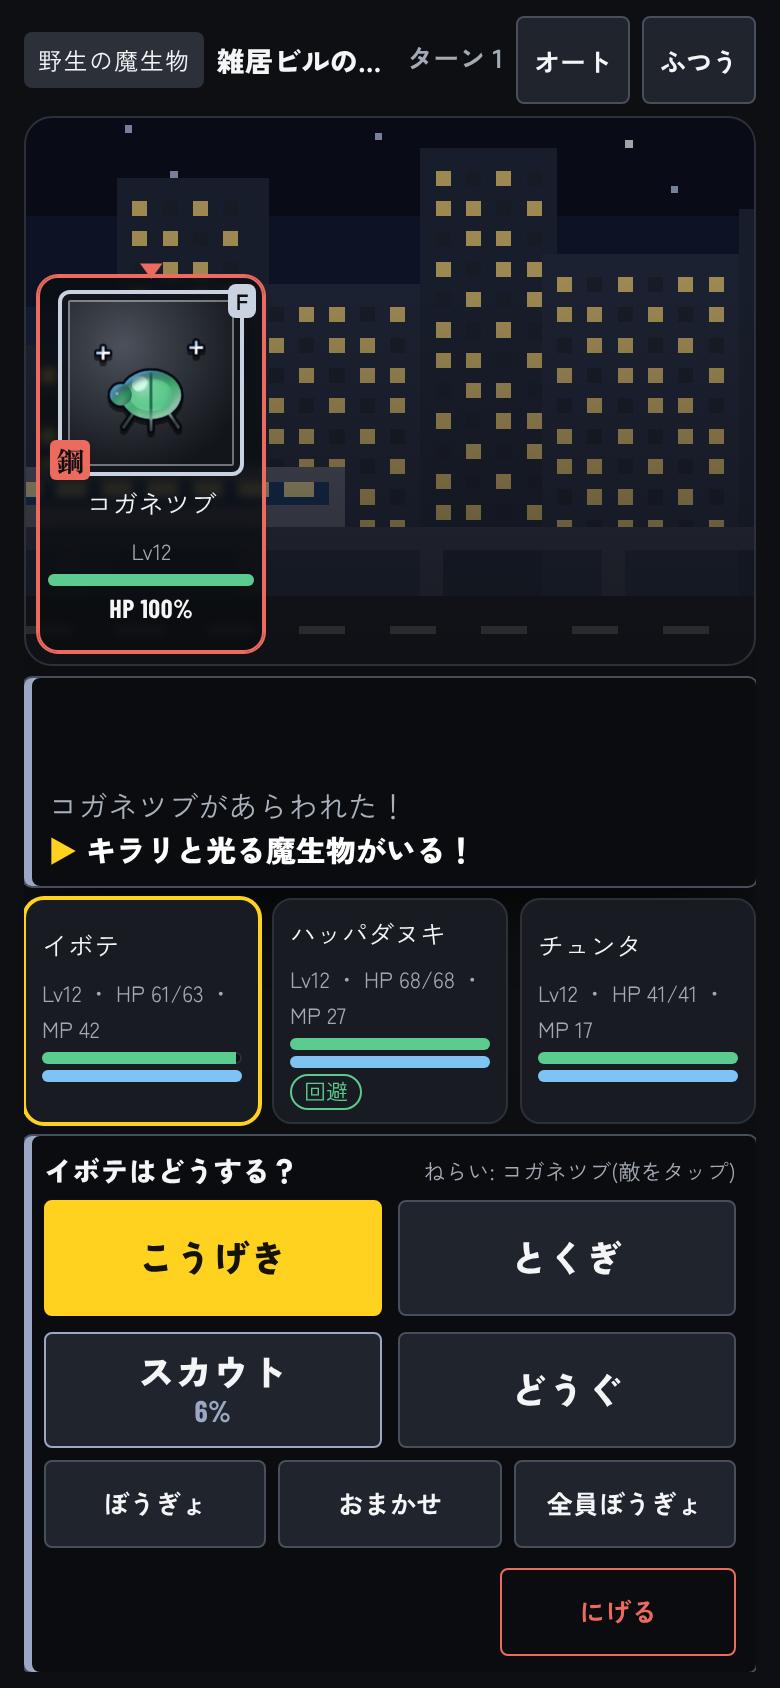 野生の魔生物 雑居ビルの… ターン 1 オート ふつう
F
鋼
コガネツブ
Lv12
HP 100%
コガネツブがあらわれた！
▶ キラリと光る魔生物がいる！
イボテ
Lv12 ・ HP 61/63 ・
MP 42
ハッパダヌキ
Lv12 ・ HP 68/68 ・
MP 27
回避
チュンタ
Lv12 ・ HP 41/41 ・
MP 17
イボテはどうする？ ねらい: コガネツブ(敵をタップ)
こうげき とくぎ
スカウト
6%
どうぐ
ぼうぎょ おまかせ 全員ぼうぎょ
にげる